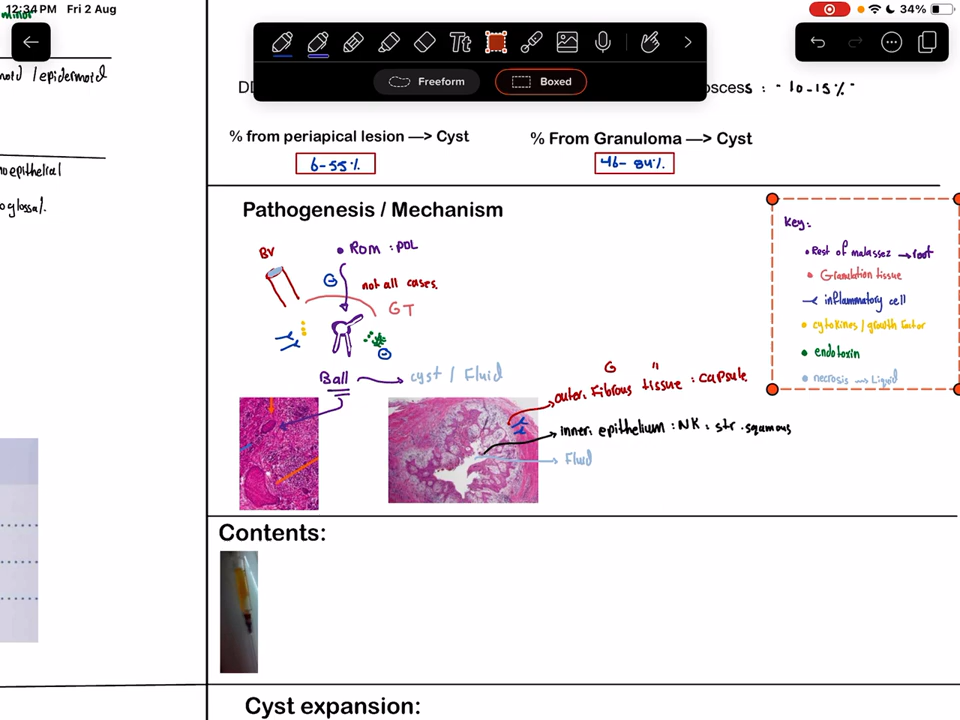 12:34 PM Fri 2 Aug
34%
minor
Freeform
Boxed
noid / epidermoid
oscess : ~ 10-15%~
% from periapical lesion —> Cyst
% From Granuloma —> Cyst
6-55%
46-84%
noepithelial
oglossal.
Pathogenesis / Mechanism
Key:
BV
• Rom : PDL
not all cases.
GT
• Rest of malassez → root
• Granulation tissue
inflammatory cell
• cytokines / growth factor
• endotoxin
• necrosis → Liquid
Ball
cyst / Fluid
G "
outer: Fibrous tissue : capsule
inner: epithelium : NK : str. squamous
Fluid
Contents:
Cyst expansion: